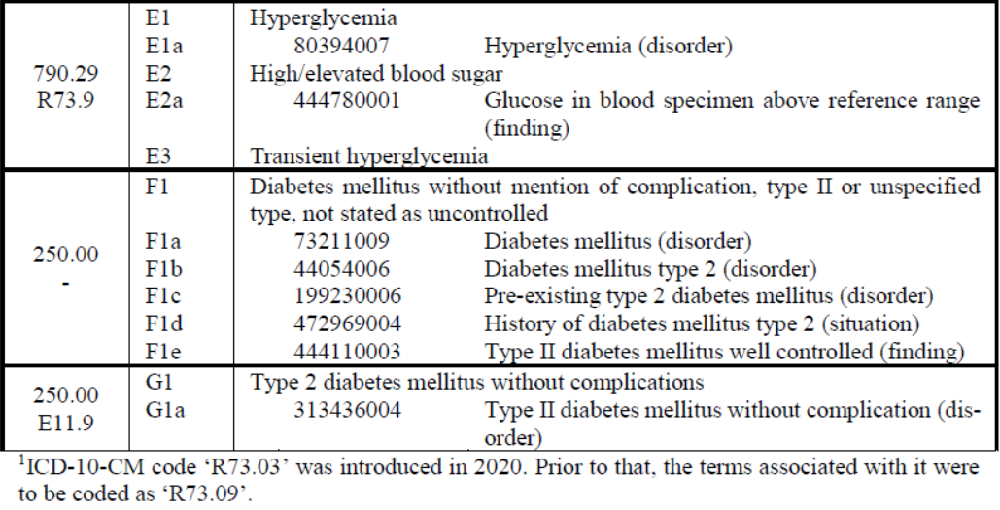 E1 Hyperglycemia
E1a 80394007 Hyperglycemia (disorder)
790.29 E2 High/elevated blood sugar
R73.9 E2a 444780001 Glucose in blood specimen above reference range
(finding)
E3 Transient hyperglycemia
F1 Diabetes mellitus without mention of complication, type II or unspecified
type, not stated as uncontrolled
F1a 73211009 Diabetes mellitus (disorder)
250.00 F1b 44054006 Diabetes mellitus type 2 (disorder)
- F1c 199230006 Pre-existing type 2 diabetes mellitus (disorder)
F1d 472969004 History of diabetes mellitus type 2 (situation)
F1e 444110003 Type II diabetes mellitus well controlled (finding)
250.00 G1 Type 2 diabetes mellitus without complications
E11.9 G1a 313436004 Type II diabetes mellitus without complication (dis-
order)
¹ICD-10-CM code ‘R73.03’ was introduced in 2020. Prior to that, the terms associated with it were
to be coded as ‘R73.09’.